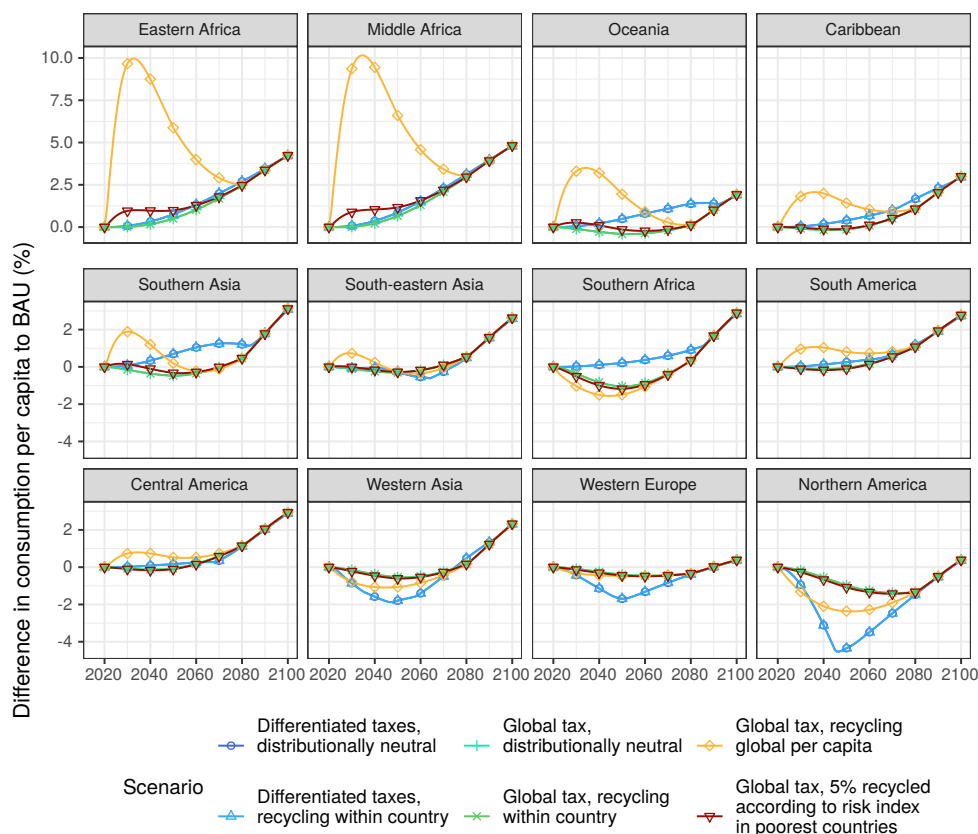 Eastern Africa
Middle Africa
Oceania
Caribbean
10.0
7.5
5.0
2.5
0.0
Southern Asia
South-eastern Asia
Southern Africa
South America
2
0
-2
-4
Central America
Western Asia
Western Europe
Northern America
2
0
-2
-4
2020 2040 2060 2080 2100
2020 2040 2060 2080 2100
2020 2040 2060 2080 2100
2020 2040 2060 2080 2100
Difference in consumption per capita to BAU (%)
Scenario
Differentiated taxes,
distributionally neutral
Differentiated taxes,
recycling within country
Global tax,
distributionally neutral
Global tax, recycling
within country
Global tax, recycling
global per capita
Global tax, 5% recycled
according to risk index
in poorest countries